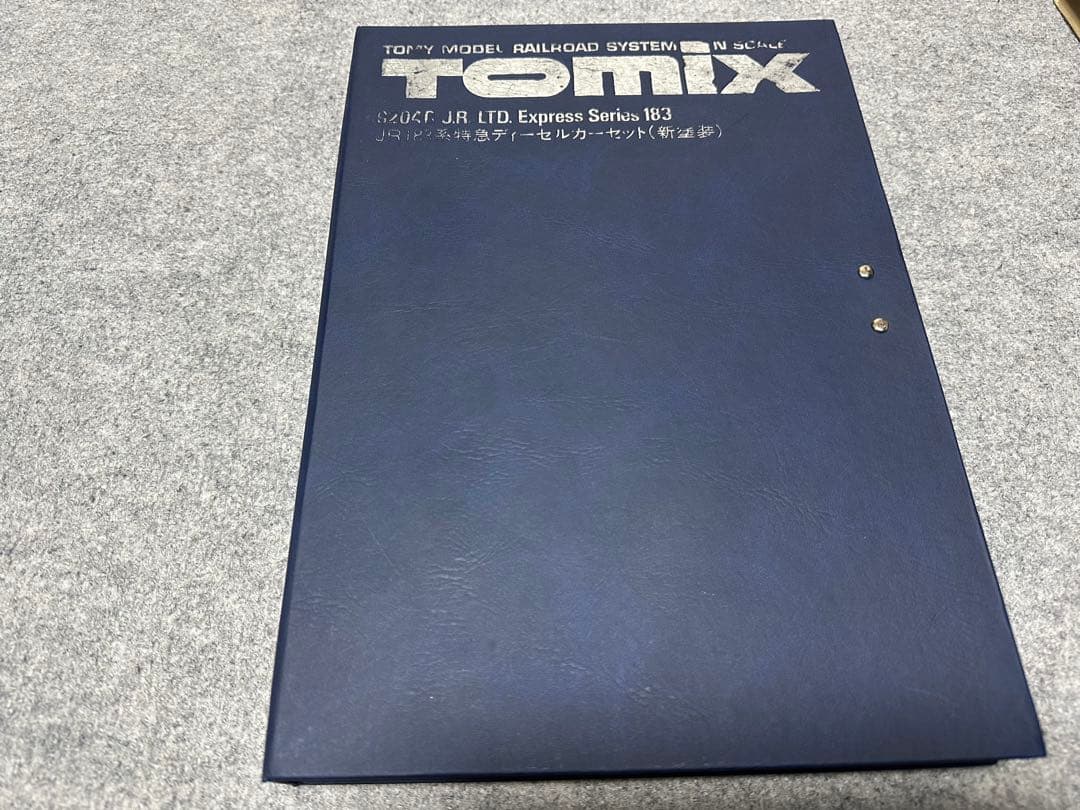 TOMY MODEL RAILROAD SYSTEM IN SCALE
TOMIX
J.R. LTD. Express Series 183
JR183系特急ディーゼルカーセット(新塗装)